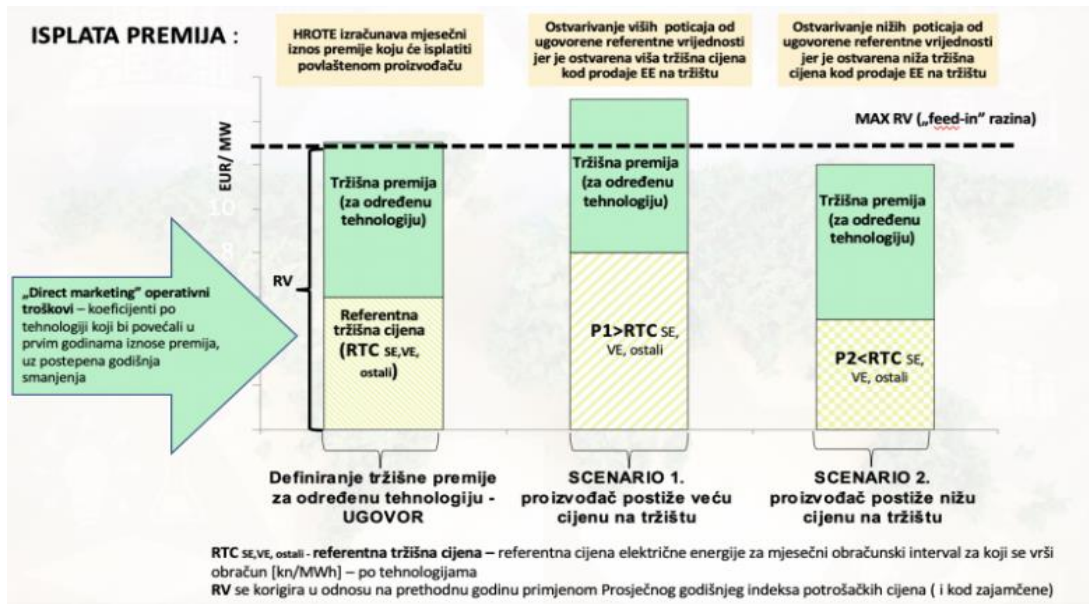 ISPLATA PREMIJA :
HROTE izračunava mjesečni
iznos premije koju će isplatiti
povlaštenom proizvođaču
Ostvarivanje viših poticaja od
ugovorene referentne vrijednosti
jer je ostvarena viša tržišna cijena
kod prodaje EE na tržištu
Ostvarivanje nižih poticaja od
ugovorene referentne vrijednosti
jer je ostvarena niža tržišna
cijena kod prodaje EE na tržištu
MAX RV („feed-in” razina)
EUR/ MW
10
8
RV
„Direct marketing” operativni
troškovi – koeficijenti po
tehnologiji koji bi povećali u
prvim godinama iznose premija,
uz postepena godišnja
smanjenja
Tržišna premija
(za određenu
tehnologiju)
Referentna
tržišna cijena
(RTC SE,VE,
ostali)
Tržišna premija
(za određenu
tehnologiju)
P1>RTC SE,
VE, ostali
Tržišna premija
(za određenu
tehnologiju)
P2<RTC SE,
VE, ostali
Definiranje tržišne premije
za određenu tehnologiju -
UGOVOR
SCENARIO 1.
proizvođač postiže veću
cijenu na tržištu
SCENARIO 2.
proizvođač postiže nižu
cijenu na tržištu
RTC SE,VE, ostali - referentna tržišna cijena – referentna cijena električne energije za mjesečni obračunski interval za koji se vrši
obračun [kn/MWh] – po tehnologijama
RV se korigira u odnosu na prethodnu godinu primjenom Prosječnog godišnjeg indeksa potrošačkih cijena ( i kod zajamčene)